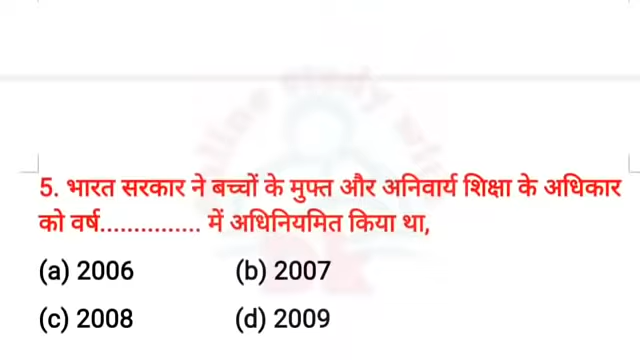 5. भारत सरकार ने बच्चों के मुफ्त और अनिवार्य शिक्षा के अधिकार
को वर्ष............... में अधिनियमित किया था,
(a) 2006 (b) 2007
(c) 2008 (d) 2009